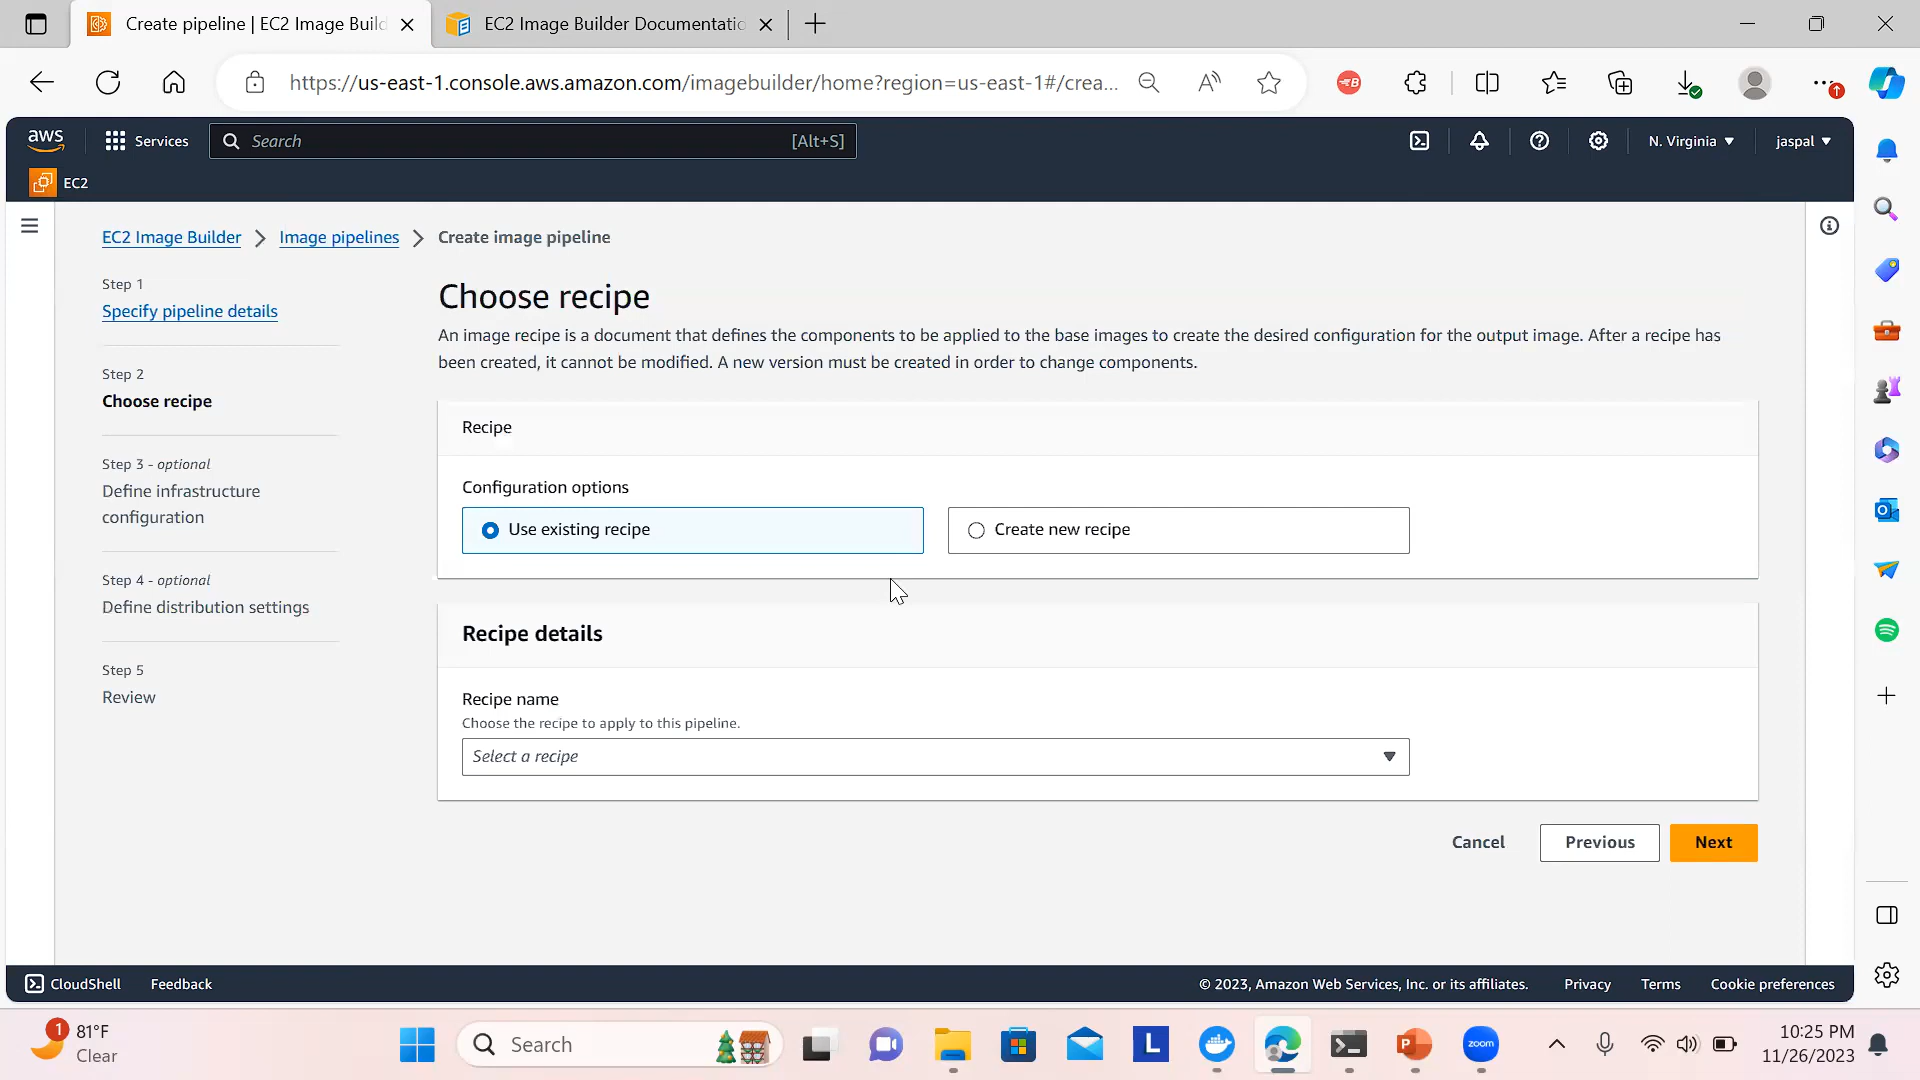 Create pipeline | EC2 Image Build
EC2 Image Builder Documentatio
https://us-east-1.console.aws.amazon.com/imagebuilder/home?region=us-east-1#/crea...
aws
Services
Search
[Alt+S]
N. Virginia
jaspal
EC2
EC2 Image Builder
Image pipelines
Create image pipeline
Step 1
Specify pipeline details
Step 2
Choose recipe
Step 3 - optional
Define infrastructure
configuration
Step 4 - optional
Define distribution settings
Step 5
Review
Choose recipe
An image recipe is a document that defines the components to be applied to the base images to create the desired configuration for the output image. After a recipe has
been created, it cannot be modified. A new version must be created in order to change components.
Recipe
Configuration options
Use existing recipe
Create new recipe
Recipe details
Recipe name
Choose the recipe to apply to this pipeline.
Select a recipe
Cancel
Previous
Next
CloudShell
Feedback
© 2023, Amazon Web Services, Inc. or its affiliates.
Privacy
Terms
Cookie preferences
1
81°F
Clear
Search
L
zoom
10:25 PM
11/26/2023